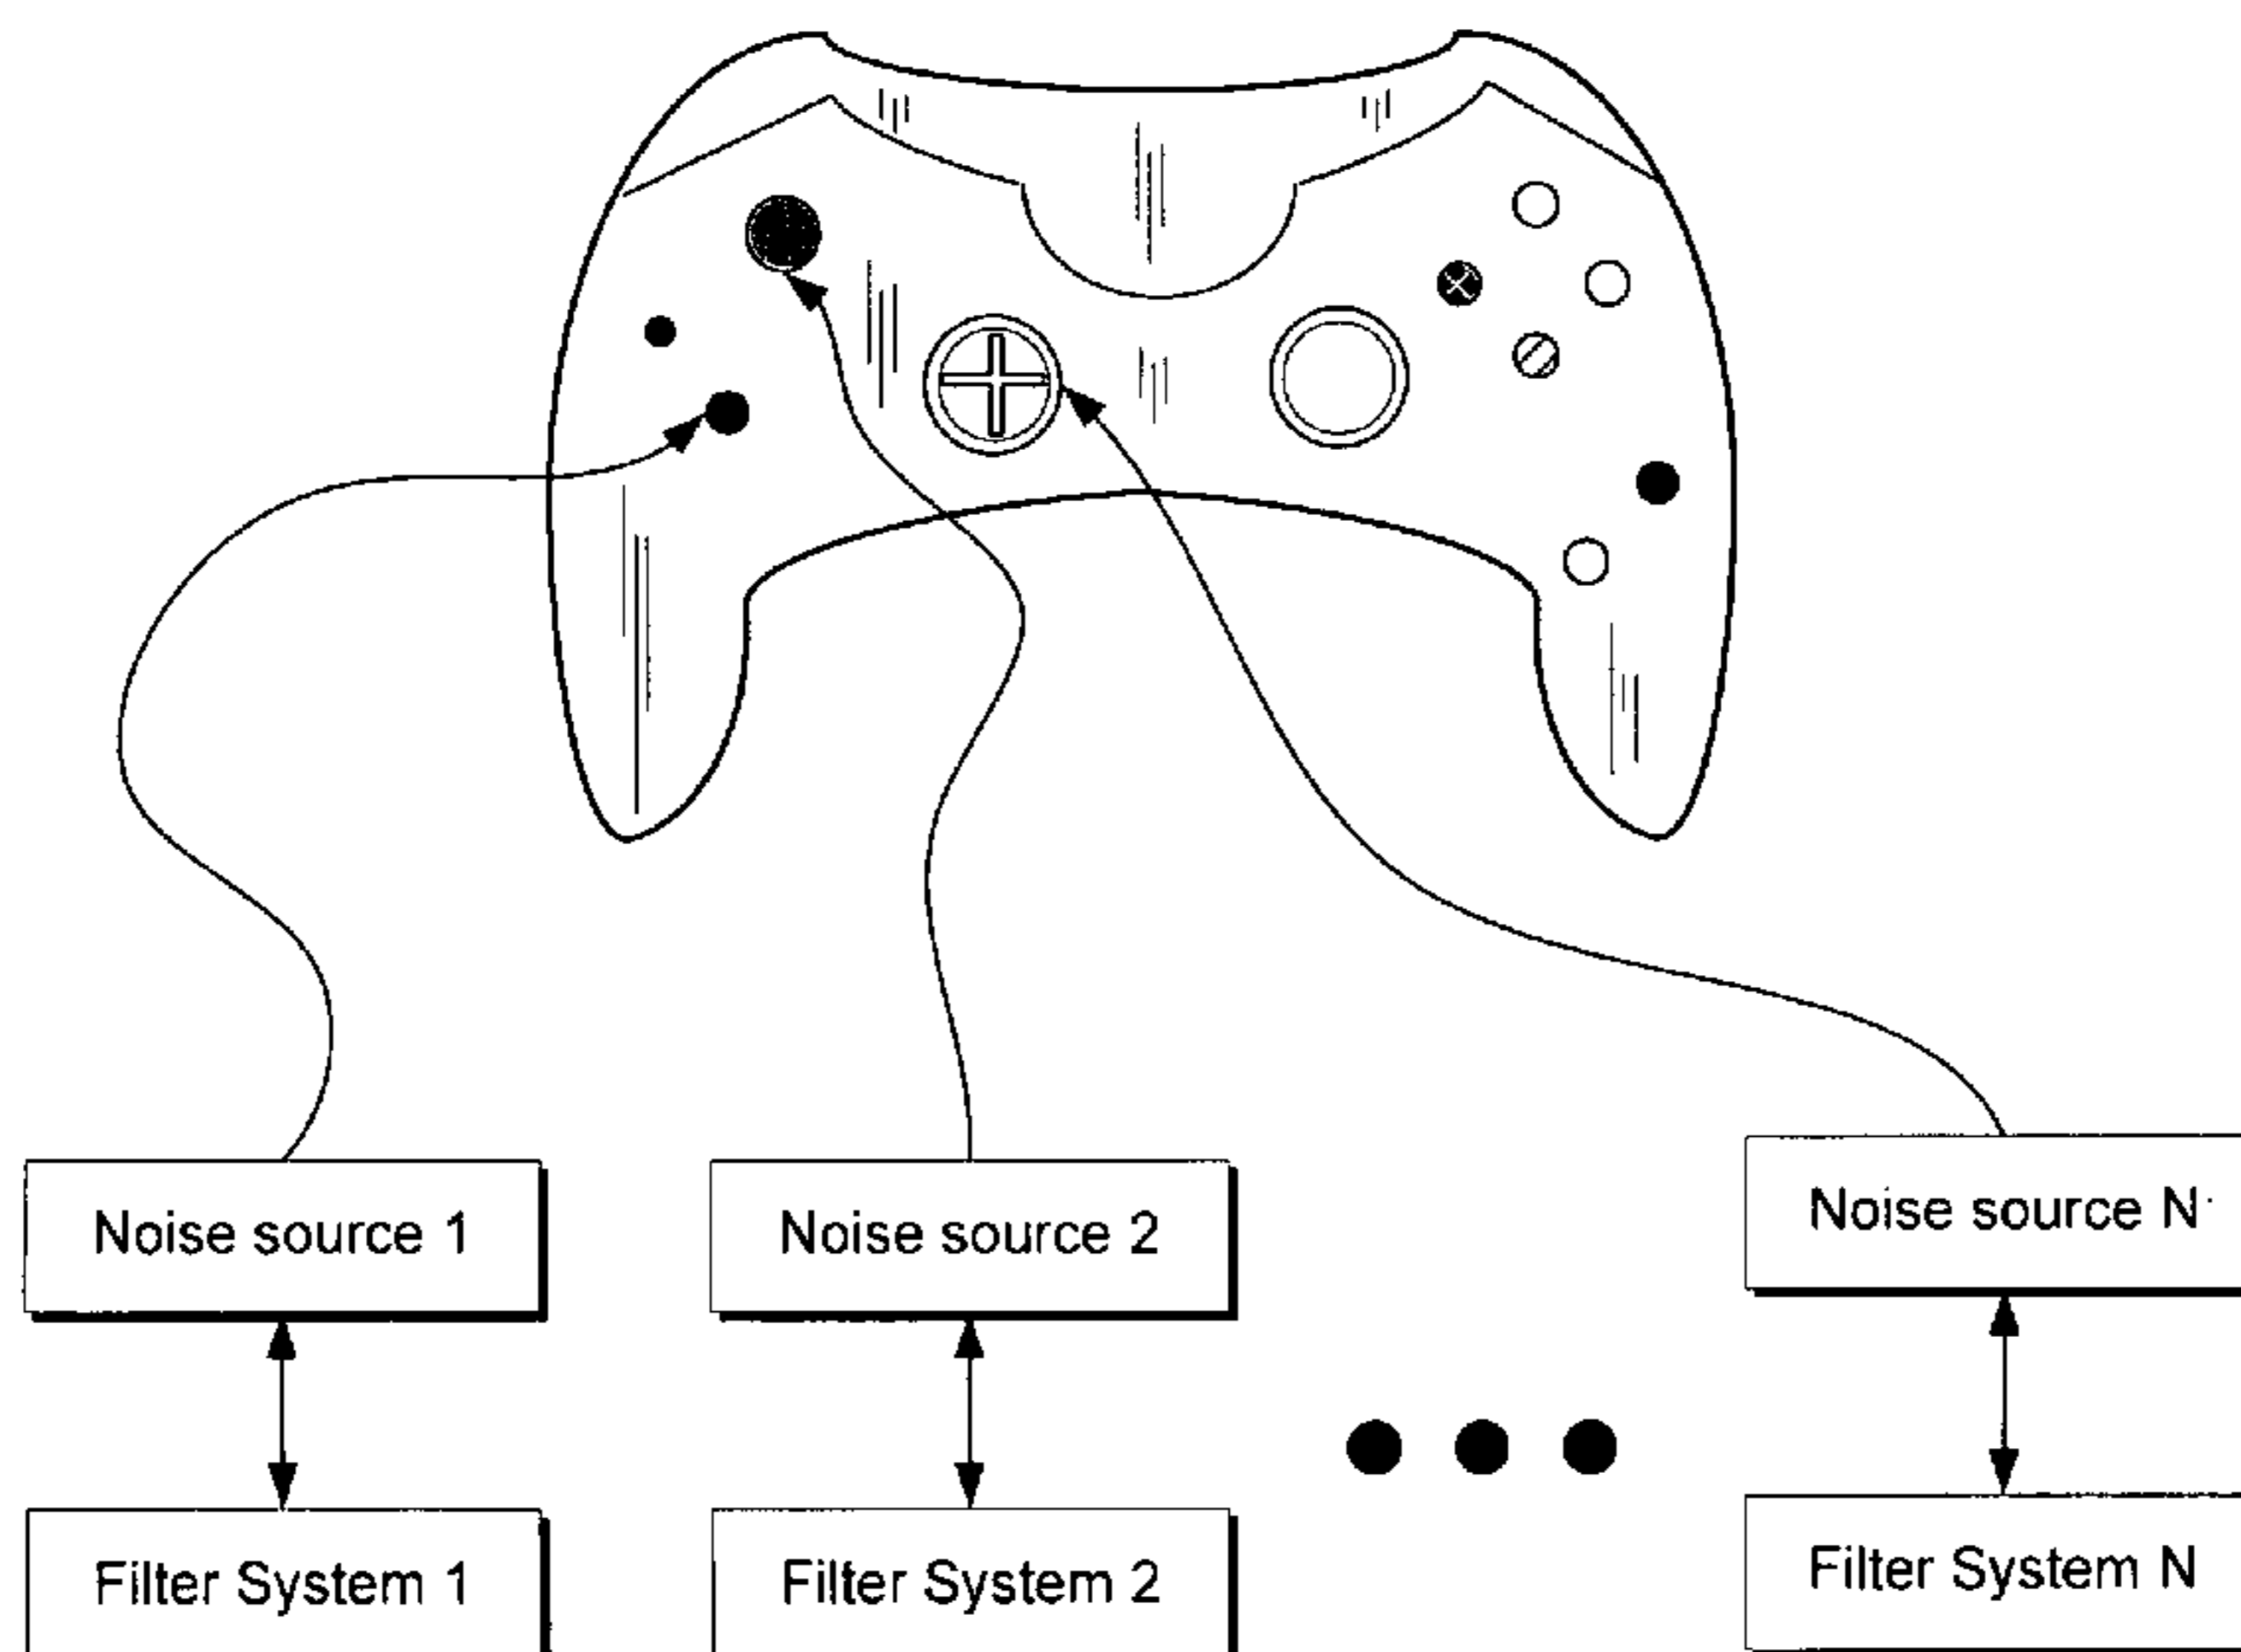 Noise source 1
Noise source 2
Noise source N
Filter System 1
Filter System 2
Filter System N